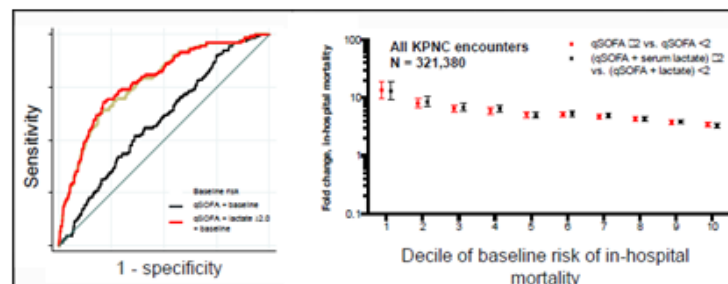 Sensitivity
Baseline risk
qSOFA + baseline
qSOFA + lactate ≥2.0
+ baseline
1 - specificity
Fold change, in-hospital mortality
100
10
1
0.1
All KPNC encounters
N = 321,380
qSOFA □2 vs. qSOFA <2
(qSOFA + serum lactate) □2
vs. (qSOFA + lactate) <2
1 2 3 4 5 6 7 8 9 10
Decile of baseline risk of in-hospital
mortality